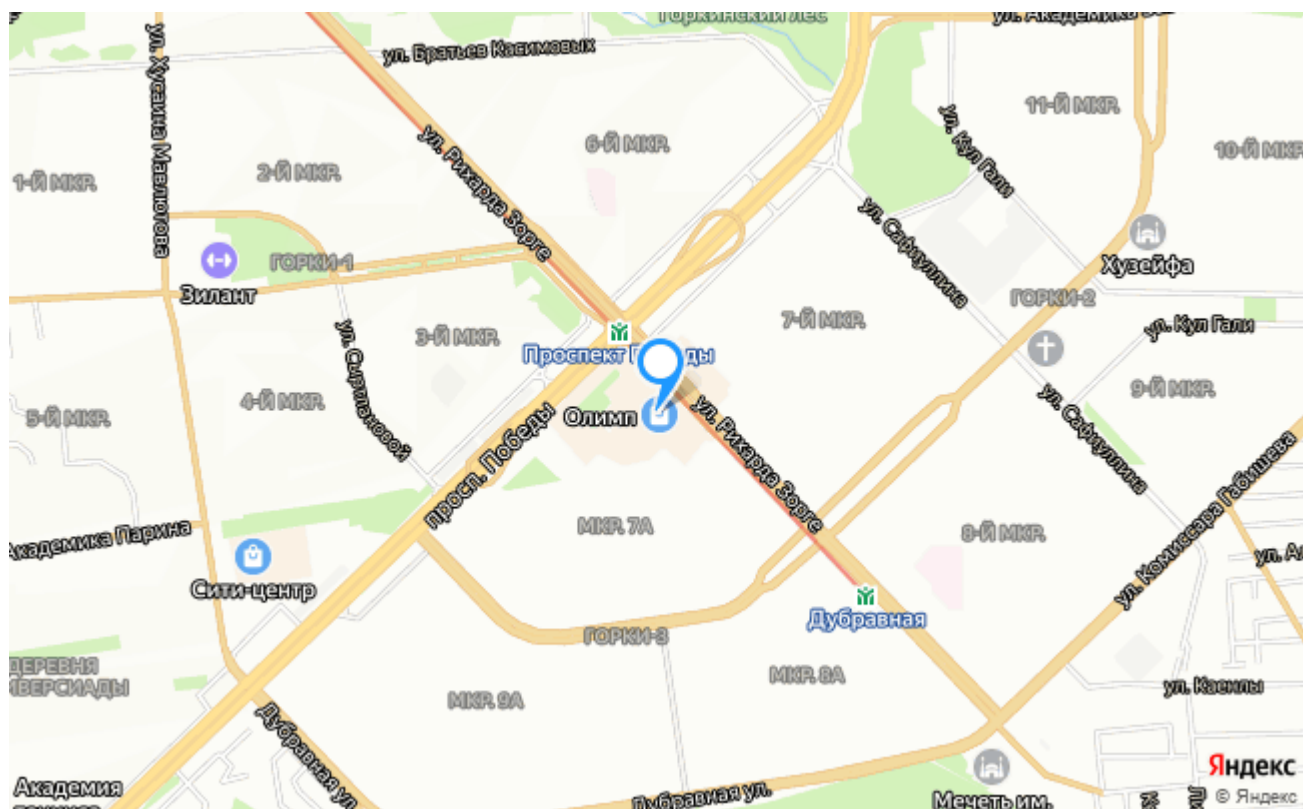 Горкинский лес
ул. Братьев Касимовых
ул. Хусаина Мавлютова
6-Й МКР.
11-Й МКР.
10-Й МКР.
ул. Кул Гали
2-Й МКР.
1-Й МКР.
ул. Рихарда Зорге
ул. Сафиуллина
ГОРКИ-1
Зилант
Хузейфа
ГОРКИ-2
7-Й МКР.
ул. Кул Гали
3-Й МКР.
ул. Сыртлановой
Проспект
ды
4-Й МКР.
5-Й МКР.
9-Й МКР.
Олимп
ул. Рихарда Зорге
ул. Сафиуллина
просп. Победы
Академика Парина
МКР. 7А
8-Й МКР.
ул. Комиссара Габишева
Сити-центр
Дубравная
ГОРКИ-3
ДЕРЕВНЯ
МКР. 8А
ул. Каенлы
МКР. 9А
Дубравная ул.
Яндекс
© Яндекс
Академия
Дубравная ул.
Мечеть им.